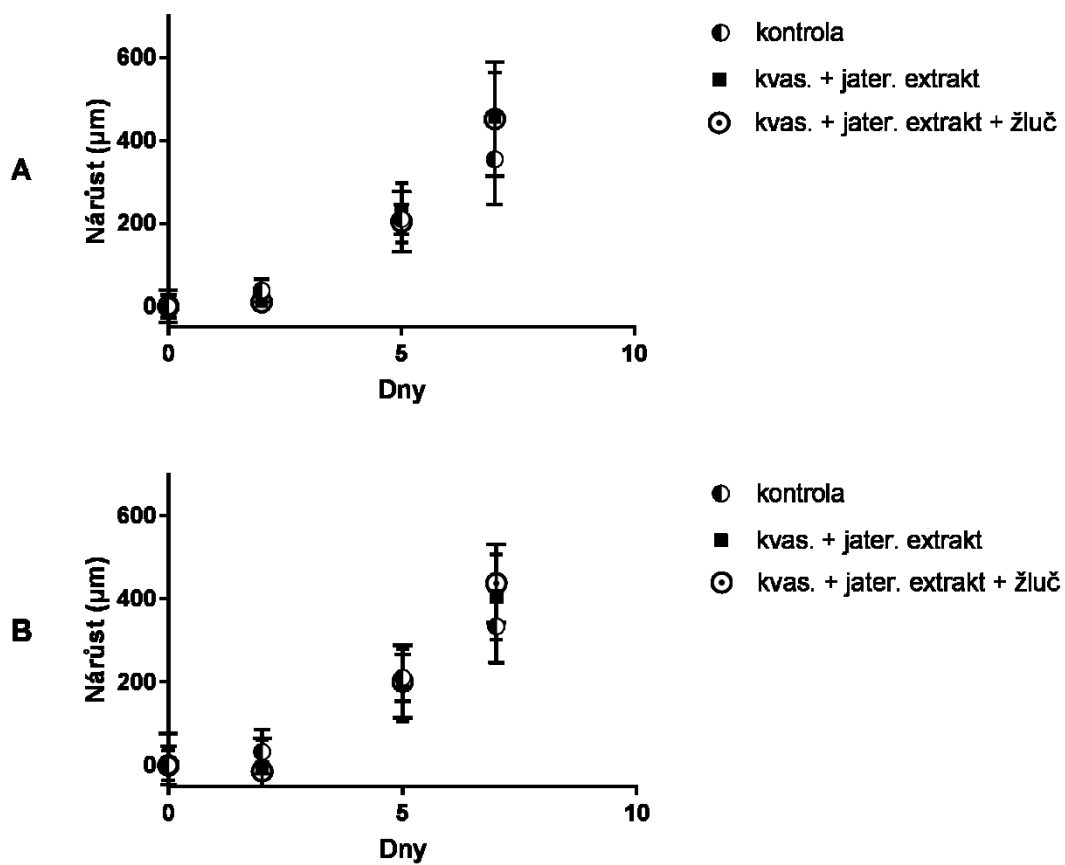 A
Nárůst (µm)
600
400
200
0
0
5
10
Dny
kontrola
kvas. + jater. extrakt
kvas. + jater. extrakt + žluč
B
Nárůst (µm)
600
400
200
0
0
5
10
Dny
kontrola
kvas. + jater. extrakt
kvas. + jater. extrakt + žluč